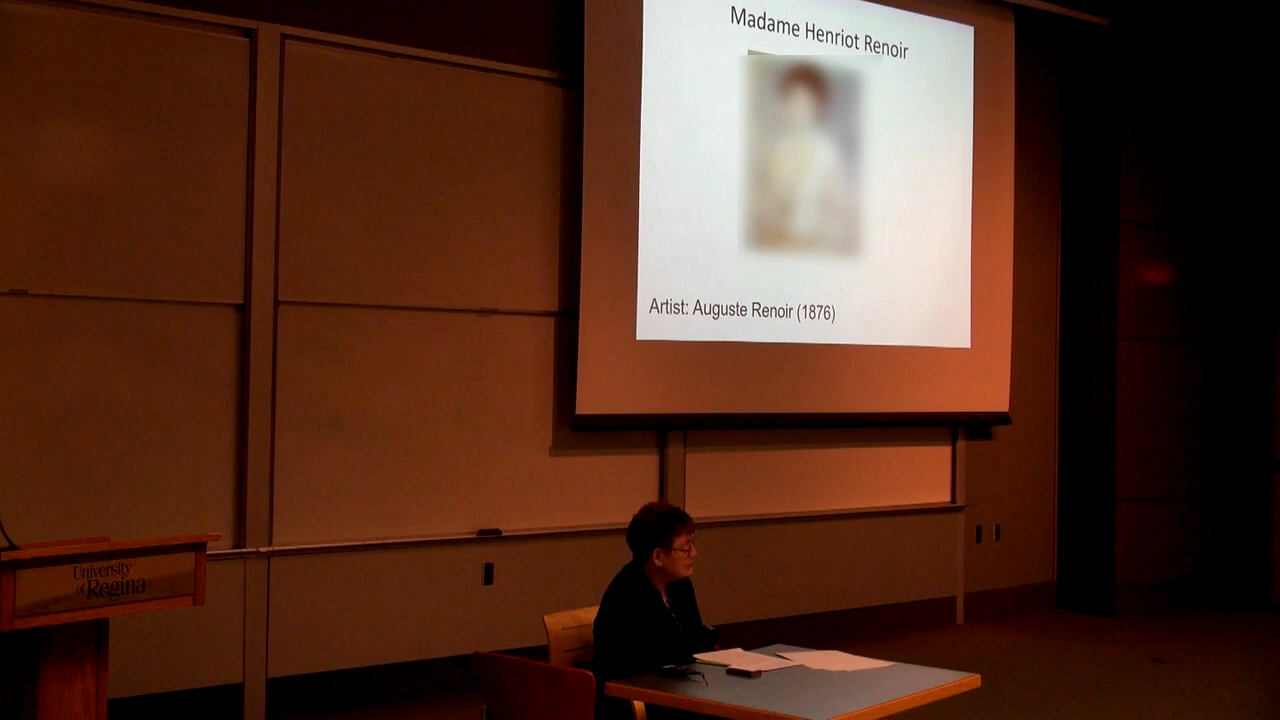 Madame Henriot Renoir
Artist: Auguste Renoir (1876)
University
of Regina